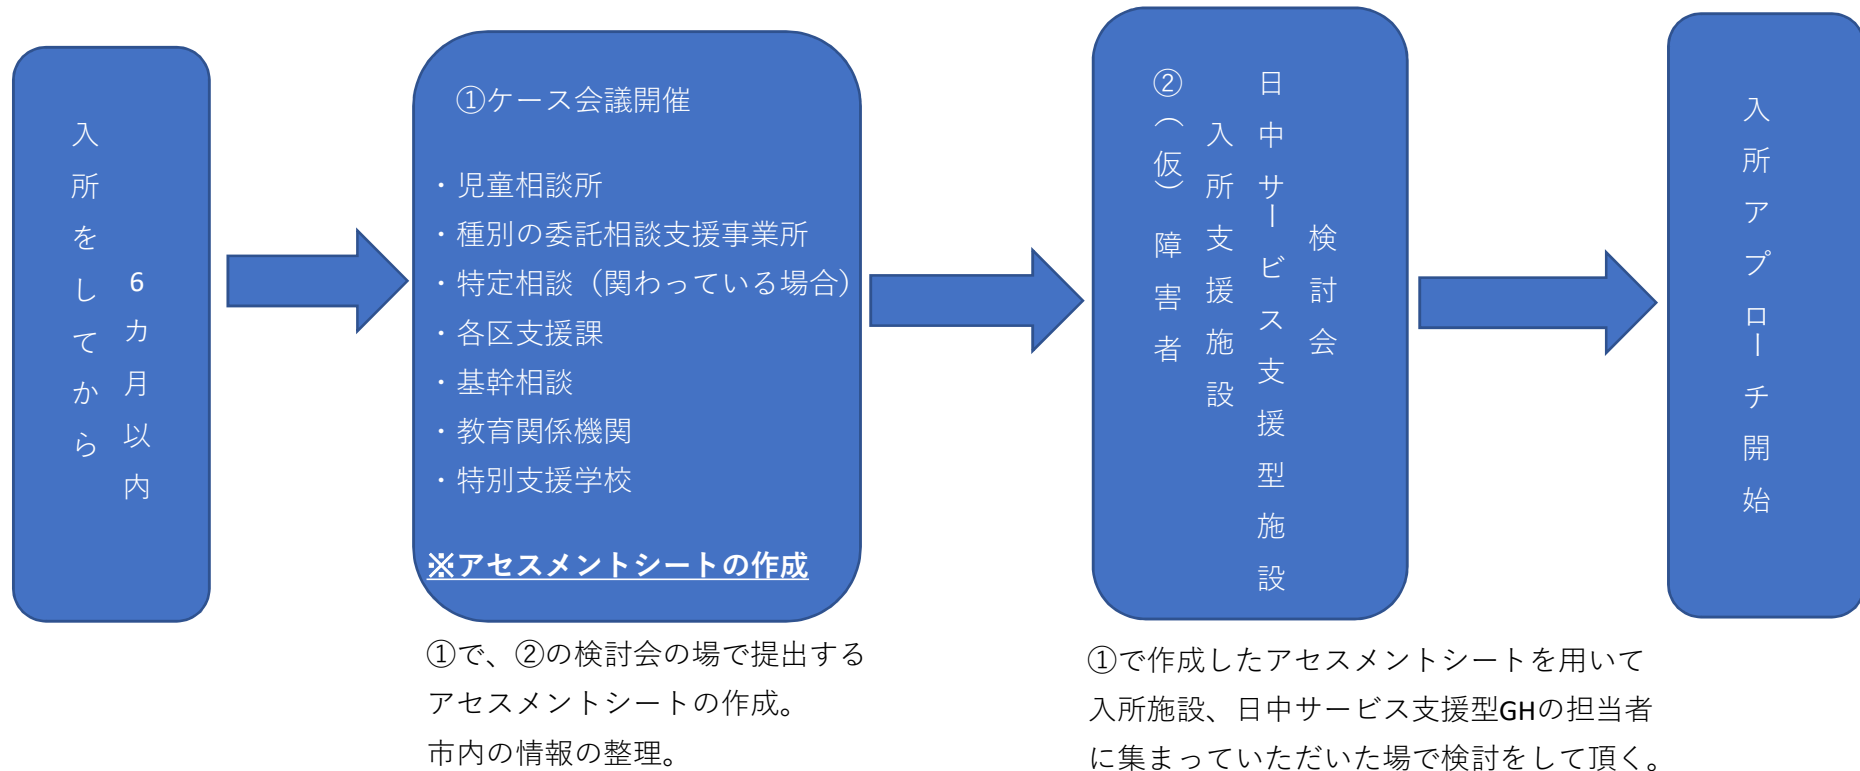 入所をしてから
6カ月以内
①ケース会議開催
・児童相談所
・種別の委託相談支援事業所
・特定相談（関わっている場合）
・各区支援課
・基幹相談
・教育関係機関
・特別支援学校
※アセスメントシートの作成
①で、②の検討会の場で提出する
アセスメントシートの作成。
市内の情報の整理。
②（仮）障害者
入所支援施設
日中サービス支援型施設
検討会
①で作成したアセスメントシートを用いて
入所施設、日中サービス支援型GHの担当者
に集まっていただいた場で検討をして頂く。
入所アプローチ開始